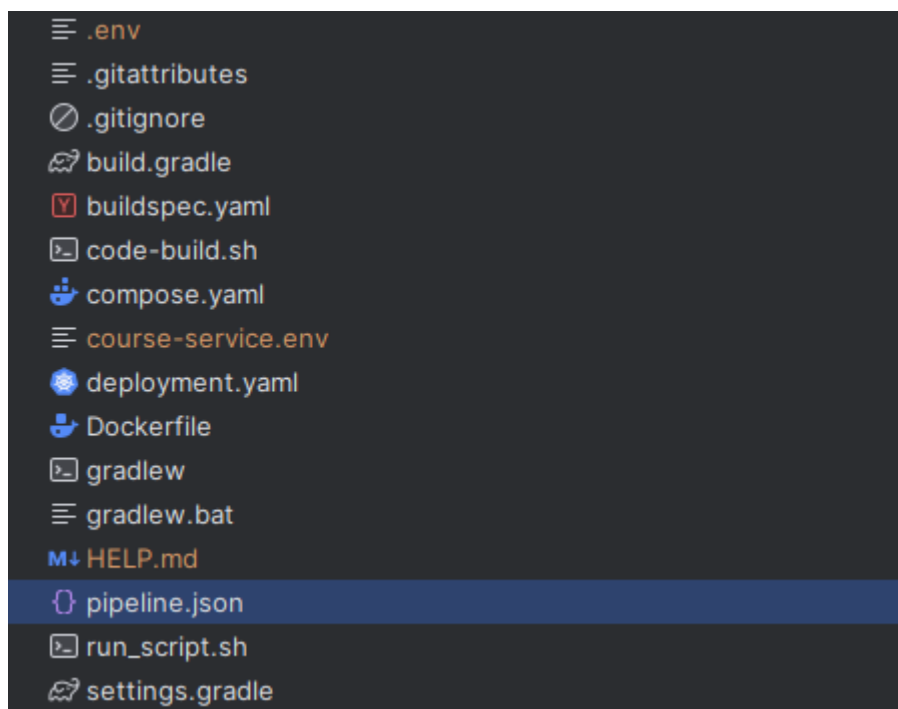 .env
.gitattributes
.gitignore
build.gradle
Y buildspec.yaml
code-build.sh
compose.yaml
course-service.env
deployment.yaml
Dockerfile
gradlew
gradlew.bat
M↓ HELP.md
{} pipeline.json
run_script.sh
settings.gradle